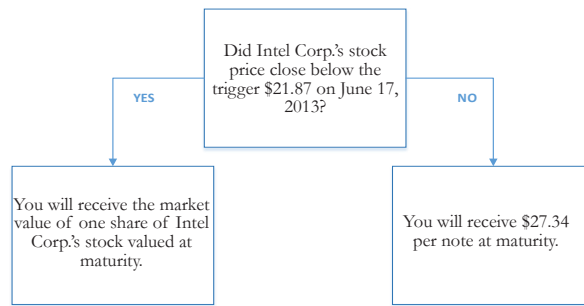 Did Intel Corp.'s stock
price close below the
trigger $21.87 on June 17,
2013?
YES
NO
You will receive the market
value of one share of Intel
Corp.'s stock valued at
maturity.
You will receive $27.34
per note at maturity.